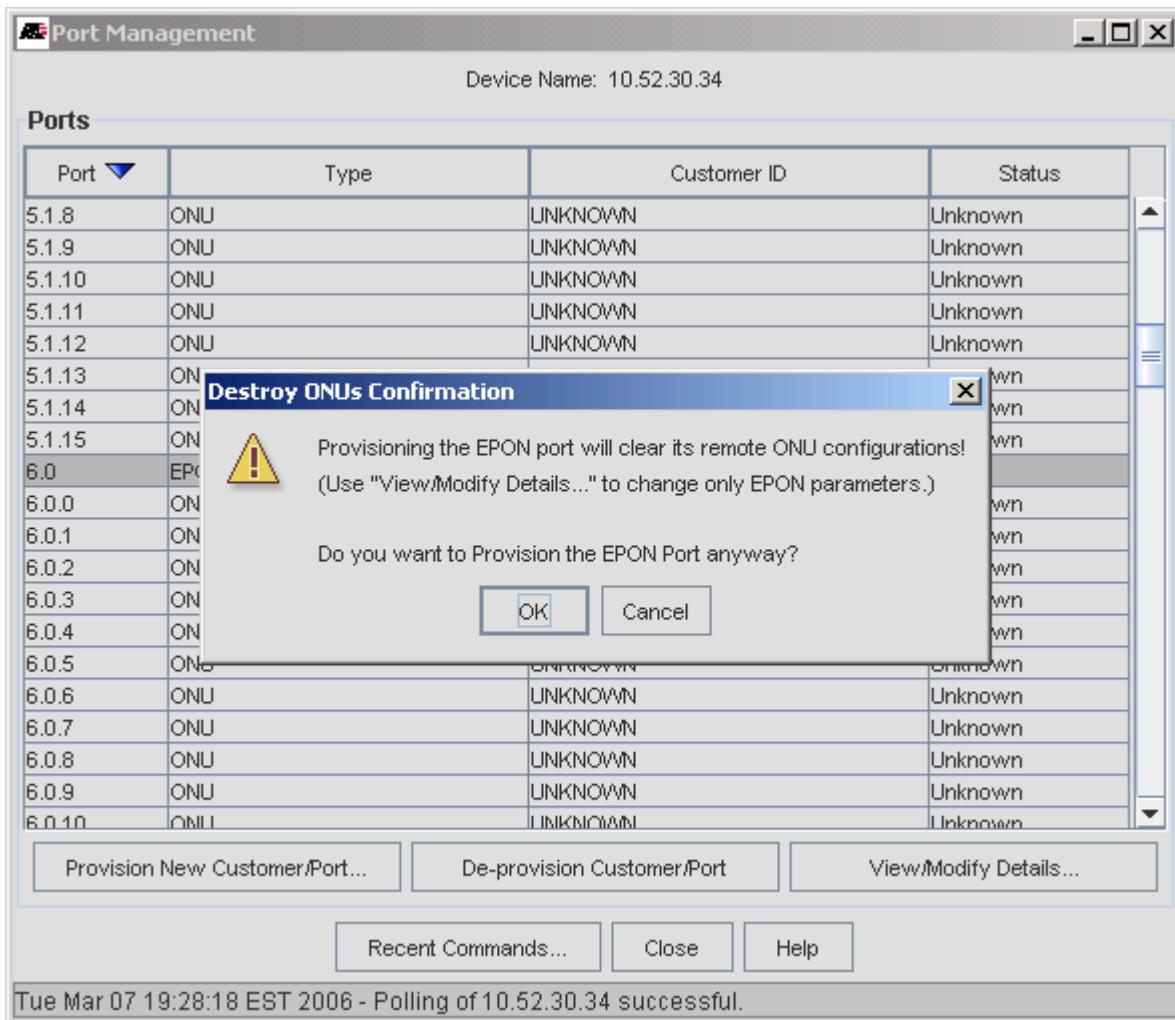 Port Management
Device Name: 10.52.30.34
Ports
Port Type Customer ID Status
5.1.8 ONU UNKNOWN Unknown
5.1.9 ONU UNKNOWN Unknown
5.1.10 ONU UNKNOWN Unknown
5.1.11 ONU UNKNOWN Unknown
5.1.12 ONU UNKNOWN Unknown
5.1.13
5.1.14
5.1.15
6.0
6.0.0
6.0.1
6.0.2
6.0.3
6.0.4
6.0.5
Destroy ONUs Confirmation
Provisioning the EPON port will clear its remote ONU configurations!
(Use "View/Modify Details..." to change only EPON parameters.)
Do you want to Provision the EPON Port anyway?
OK Cancel
6.0.6 ONU UNKNOWN Unknown
6.0.7 ONU UNKNOWN Unknown
6.0.8 ONU UNKNOWN Unknown
6.0.9 ONU UNKNOWN Unknown
6.0.10 ONU UNKNOWN Unknown
Provision New Customer/Port... De-provision Customer/Port View/Modify Details...
Recent Commands... Close Help
Tue Mar 07 19:28:18 EST 2006 - Polling of 10.52.30.34 successful.